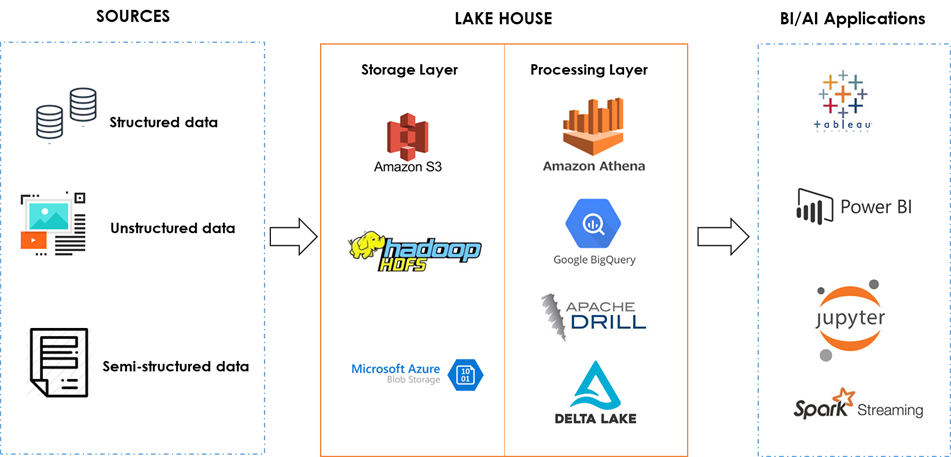 SOURCES
Structured data
Unstructured data
Semi-structured data
LAKE HOUSE
Storage Layer
Amazon S3
hadoop
HDFS
Microsoft Azure
Blob Storage
10
01
Processing Layer
Amazon Athena
Google BigQuery
APACHE
DRILL
DELTA LAKE
BI/AI Applications
+ableau
Power BI
jupyter
Spark Streaming